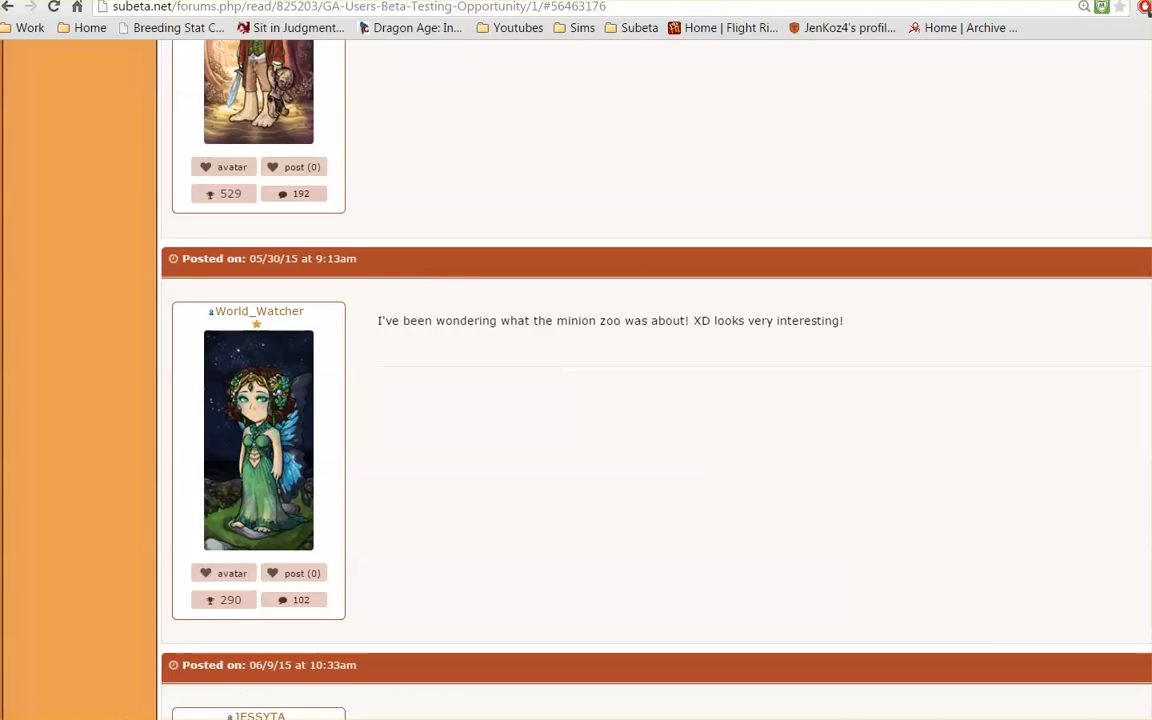 subeta.net/forums.php/read/825203/GA-Users-Beta-Testing-Opportunity/1/#56463176
Work Home Breeding Stat C... Sit in Judgment... Dragon Age: In... Youtubes Sims Subeta Home | Flight Ri... JenKoz4's profil... Home | Archive ...
avatar post (0)
529 192
Posted on: 05/30/15 at 9:13am
World_Watcher
I've been wondering what the minion zoo was about! XD looks very interesting!
avatar post (0)
290 102
Posted on: 06/9/15 at 10:33am
JESSYTA